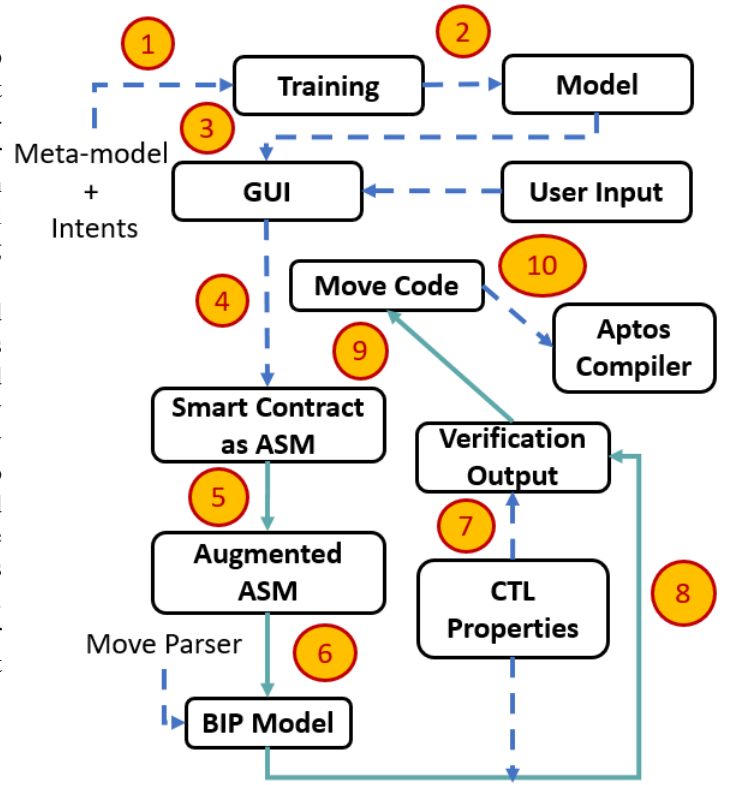 1
2
Training
Model
3
Meta-model
+
Intents
GUI
User Input
4
Move Code
10
Aptos
Compiler
9
Smart Contract
as ASM
Verification
Output
5
7
Augmented
ASM
CTL
Properties
8
Move Parser
6
BIP Model